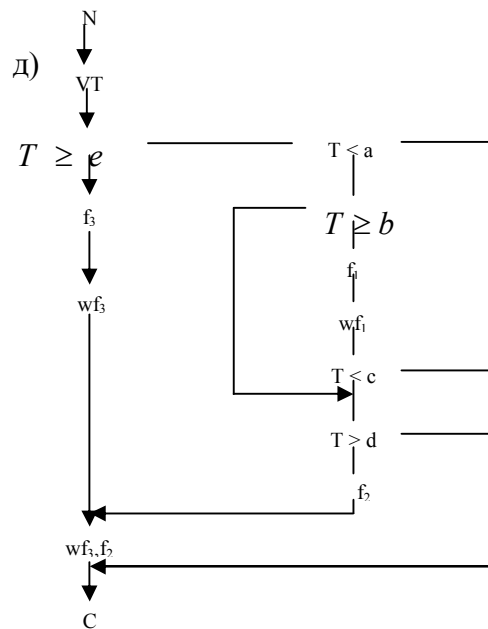 N
д)
VT
T ≥ e
T < a
f₃
T ≥ b
f₁
wf₃
wf₁
T < c
T > d
f₂
wf₃,f₂
C